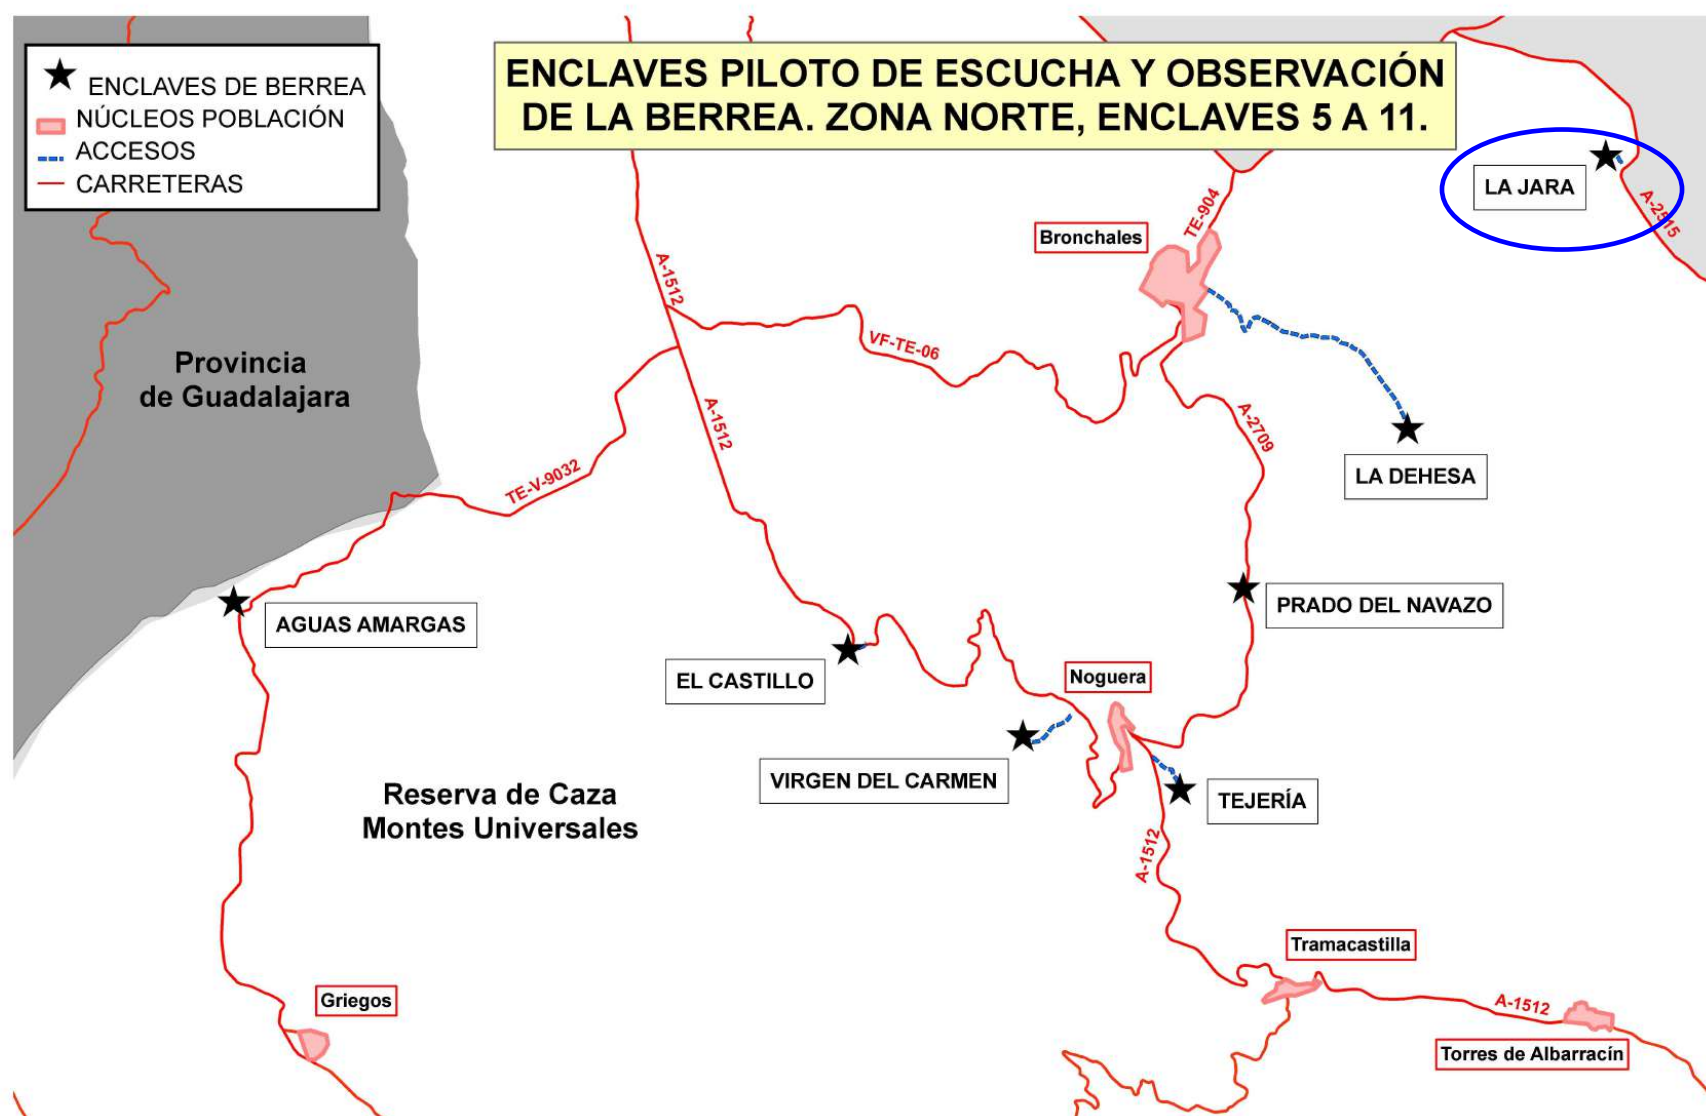 ENCLAVES DE BERREA
NÚCLEOS POBLACIÓN
ACCESOS
CARRETERAS
ENCLAVES PILOTO DE ESCUCHA Y OBSERVACIÓN
DE LA BERREA. ZONA NORTE, ENCLAVES 5 A 11.
LA JARA
A-2515
TE-904
Bronchales
A-1512
VF-TE-06
Provincia
de Guadalajara
A-1512
A-2709
TE-V-9032
LA DEHESA
AGUAS AMARGAS
PRADO DEL NAVAZO
EL CASTILLO
Noguera
VIRGEN DEL CARMEN
TEJERÍA
Reserva de Caza
Montes Universales
A-1512
Tramacastilla
Griegos
A-1512
Torres de Albarracín